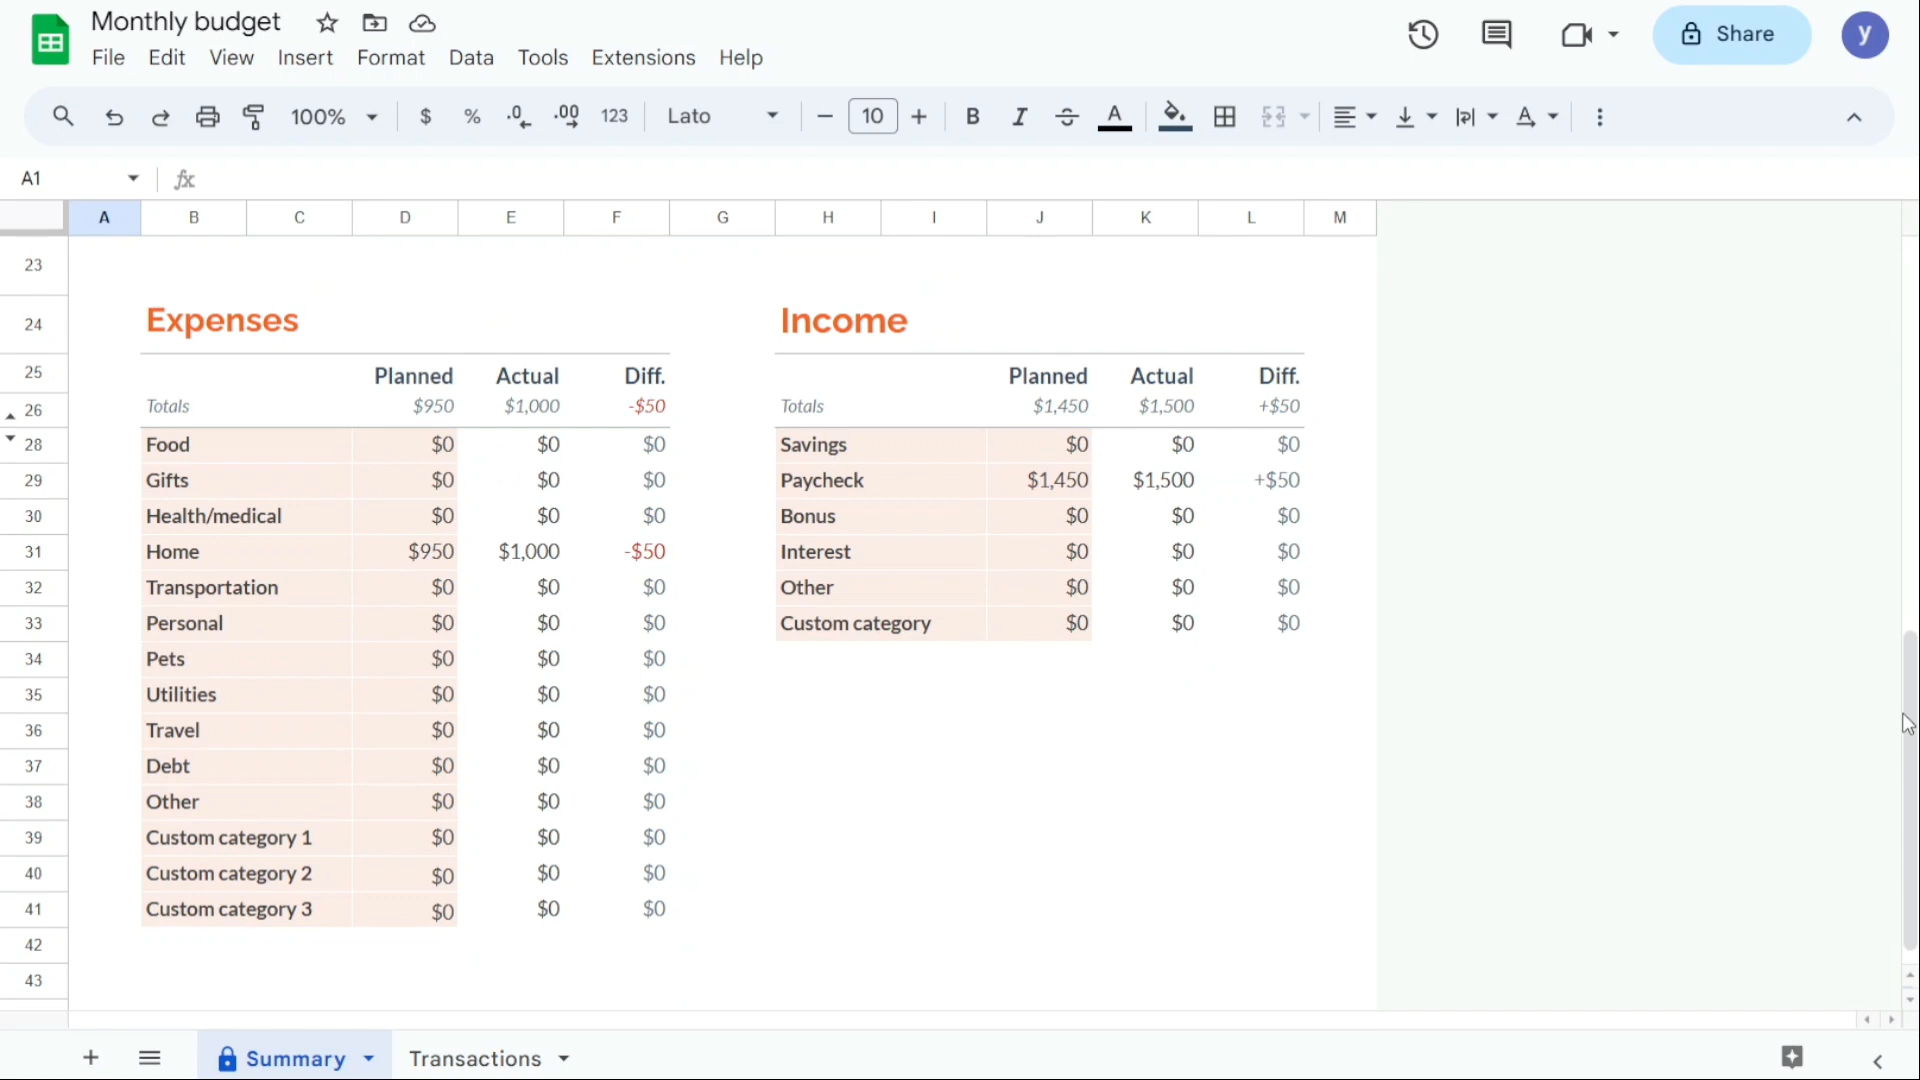 Monthly budget
File Edit View Insert Format Data Tools Extensions Help
Share
y
100% $ % .0 .00 123 Lato 10 B I A A
A1 fx
A B C D E F G H I J K L M
23
24 Expenses Income
25 Planned Actual Diff. Planned Actual Diff.
26 Totals $950 $1,000 -$50 Totals $1,450 $1,500 +$50
28 Food $0 $0 $0 Savings $0 $0 $0
29 Gifts $0 $0 $0 Paycheck $1,450 $1,500 +$50
30 Health/medical $0 $0 $0 Bonus $0 $0 $0
31 Home $950 $1,000 -$50 Interest $0 $0 $0
32 Transportation $0 $0 $0 Other $0 $0 $0
33 Personal $0 $0 $0 Custom category $0 $0 $0
34 Pets $0 $0 $0
35 Utilities $0 $0 $0
36 Travel $0 $0 $0
37 Debt $0 $0 $0
38 Other $0 $0 $0
39 Custom category 1 $0 $0 $0
40 Custom category 2 $0 $0 $0
41 Custom category 3 $0 $0 $0
42
43
Summary Transactions